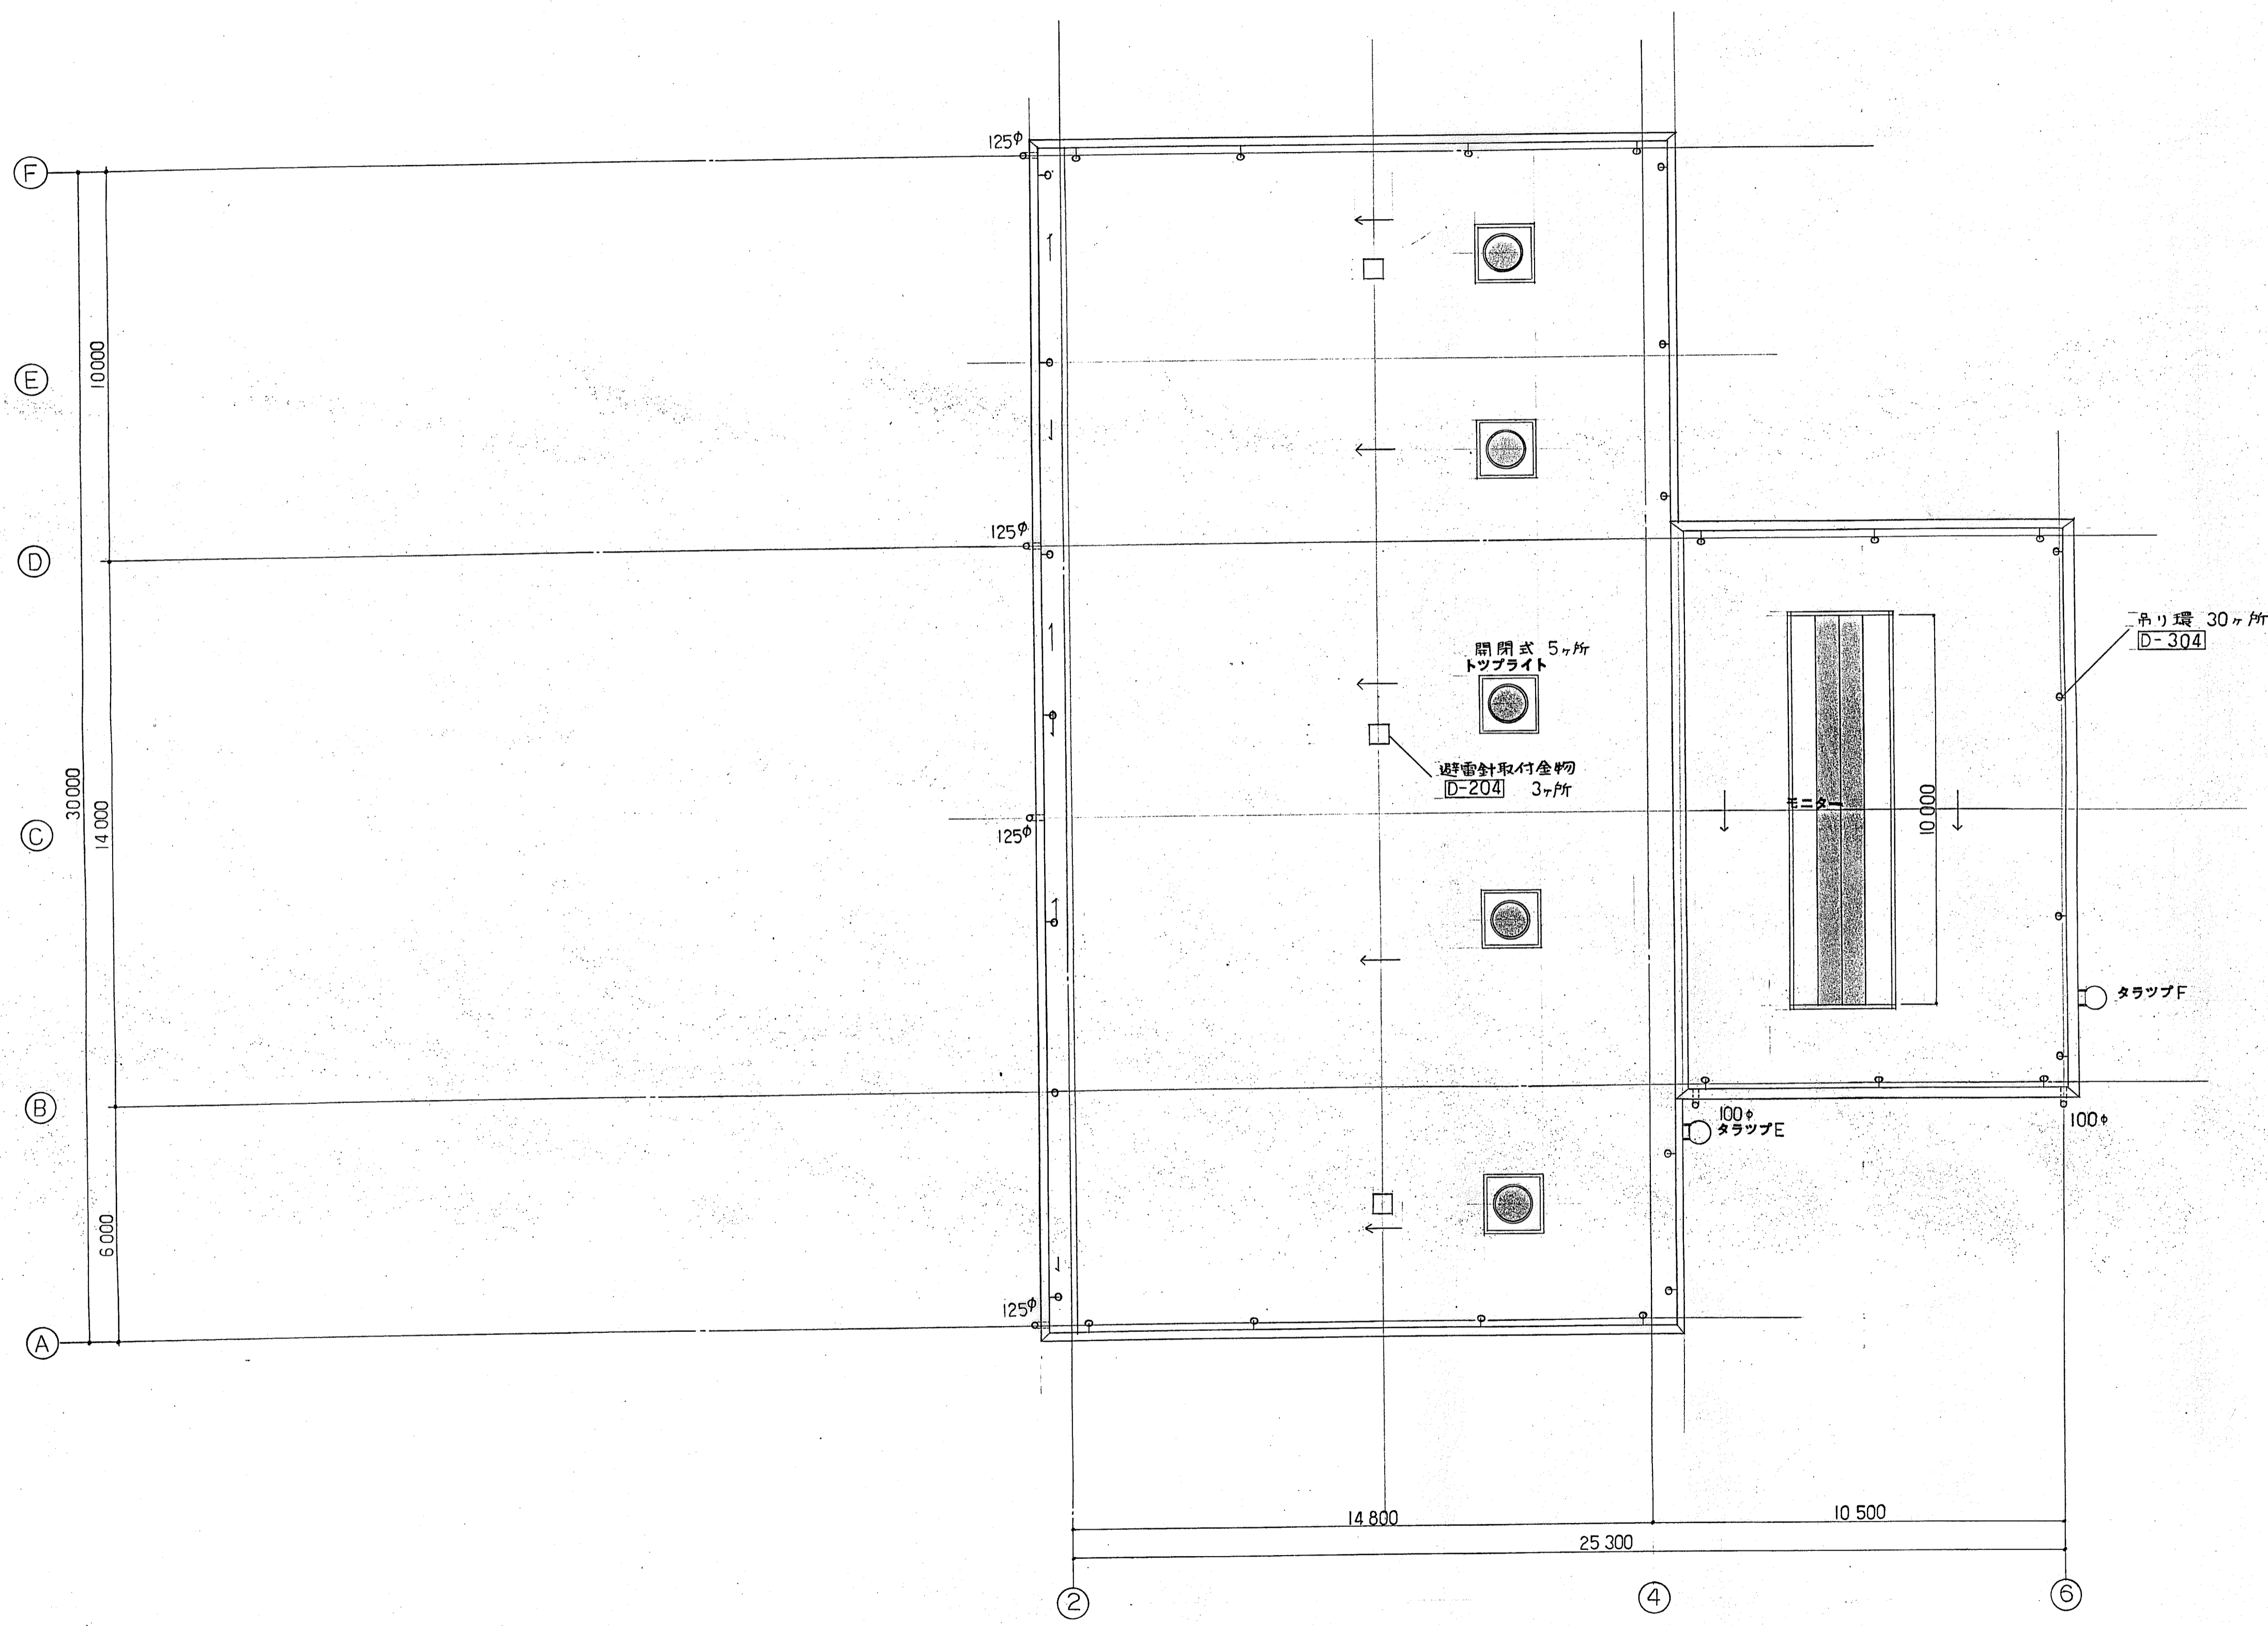 125φ
F
E
10000
125φ
D
吊り環 30ヶ所
D-304
開閉式 5ヶ所
トップライト
避雷針取付金物
D-204 3ヶ所
30000
14000
C
125φ
モニター
10000
タラップF
B
100φ
タラップE
100φ
6000
125φ
A
14800
10500
25300
2
4
6